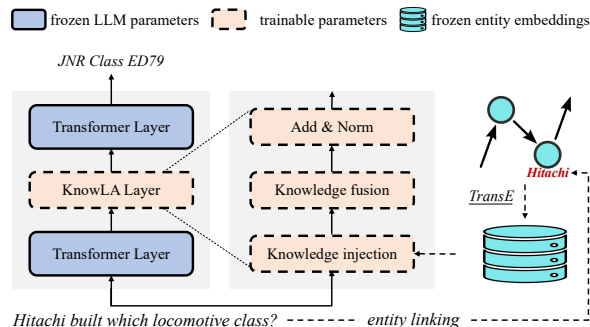 frozen LLM parameters trainable parameters frozen entity embeddings
JNR Class ED79
Transformer Layer
KnowLA Layer
Transformer Layer
Add & Norm
Knowledge fusion
Knowledge injection
Hitachi
TransE
Hitachi built which locomotive class? entity linking